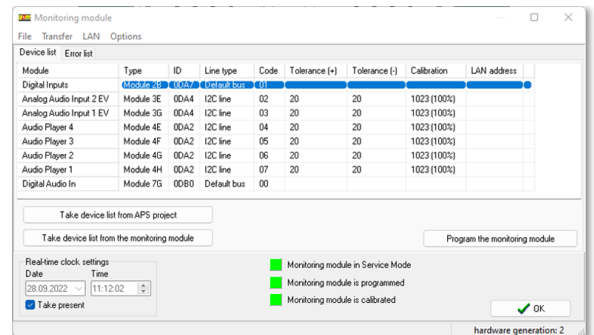 Monitoring module
File Transfer LAN Options
Device list Error list
Module Type ID Line type Code Tolerance (+) Tolerance (-) Calibration LAN address
Digital Inputs Module 2B 0DA7 Default bus 01
Analog Audio Input 2 EV Module 3E 0DA4 I2C line 02 20 20 1023 (100%)
Analog Audio Input 1 EV Module 3G 0DA4 I2C line 03 20 20 1023 (100%)
Audio Player 4 Module 4E 0DA2 I2C line 04 20 20 1023 (100%)
Audio Player 3 Module 4F 0DA2 I2C line 05 20 20 1023 (100%)
Audio Player 2 Module 4G 0DA2 I2C line 06 20 20 1023 (100%)
Audio Player 1 Module 4H 0DA2 I2C line 07 20 20 1023 (100%)
Digital Audio In Module 7G 0DB0 Default bus 00
Take device list from APS project
Take device list from the monitoring module
Program the monitoring module
Real-time clock settings
Date Time
28.09.2022 11:12:02
Take present
Monitoring module in Service Mode
Monitoring module is programmed
Monitoring module is calibrated
OK
hardware generation: 2